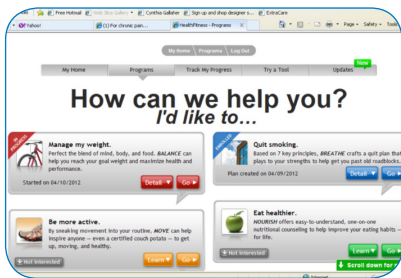 Free Hotmail Web Slice Gallery Cynthia Gallaher Sign up and shop designer s... ExtraCare
Yahoo! (1) For chronic pain... HealthFitness - Programs X Page Safety Tools
My Home Programs Log Out
My Home Programs Track My Progress Try a Tool Updates New
How can we help you?
I'd like to...
IN PROGRESS
Manage my weight.
Perfect the blend of mind, body, and food. BALANCE can
help you reach your goal weight and maximize health and
performance.
Started on 04/10/2012 Detail Go
ENROLLED
Quit smoking.
Based on 7 key principles, BREATHE crafts a quit plan that
plays to your strengths to help get you past old roadblocks.
Plan created on 04/09/2012 Detail Go
Be more active.
By sneaking movement into your routine, MOVE can help
inspire anyone – even a certified couch potato – to get
up, moving, and healthy.
Not Interested Learn Go
Eat healthier.
NOURISH offers easy-to-understand, one-on-one
nutritional counseling to help improve your eating habits –
for life.
Not Interested Learn Go
Scroll down for
Internet